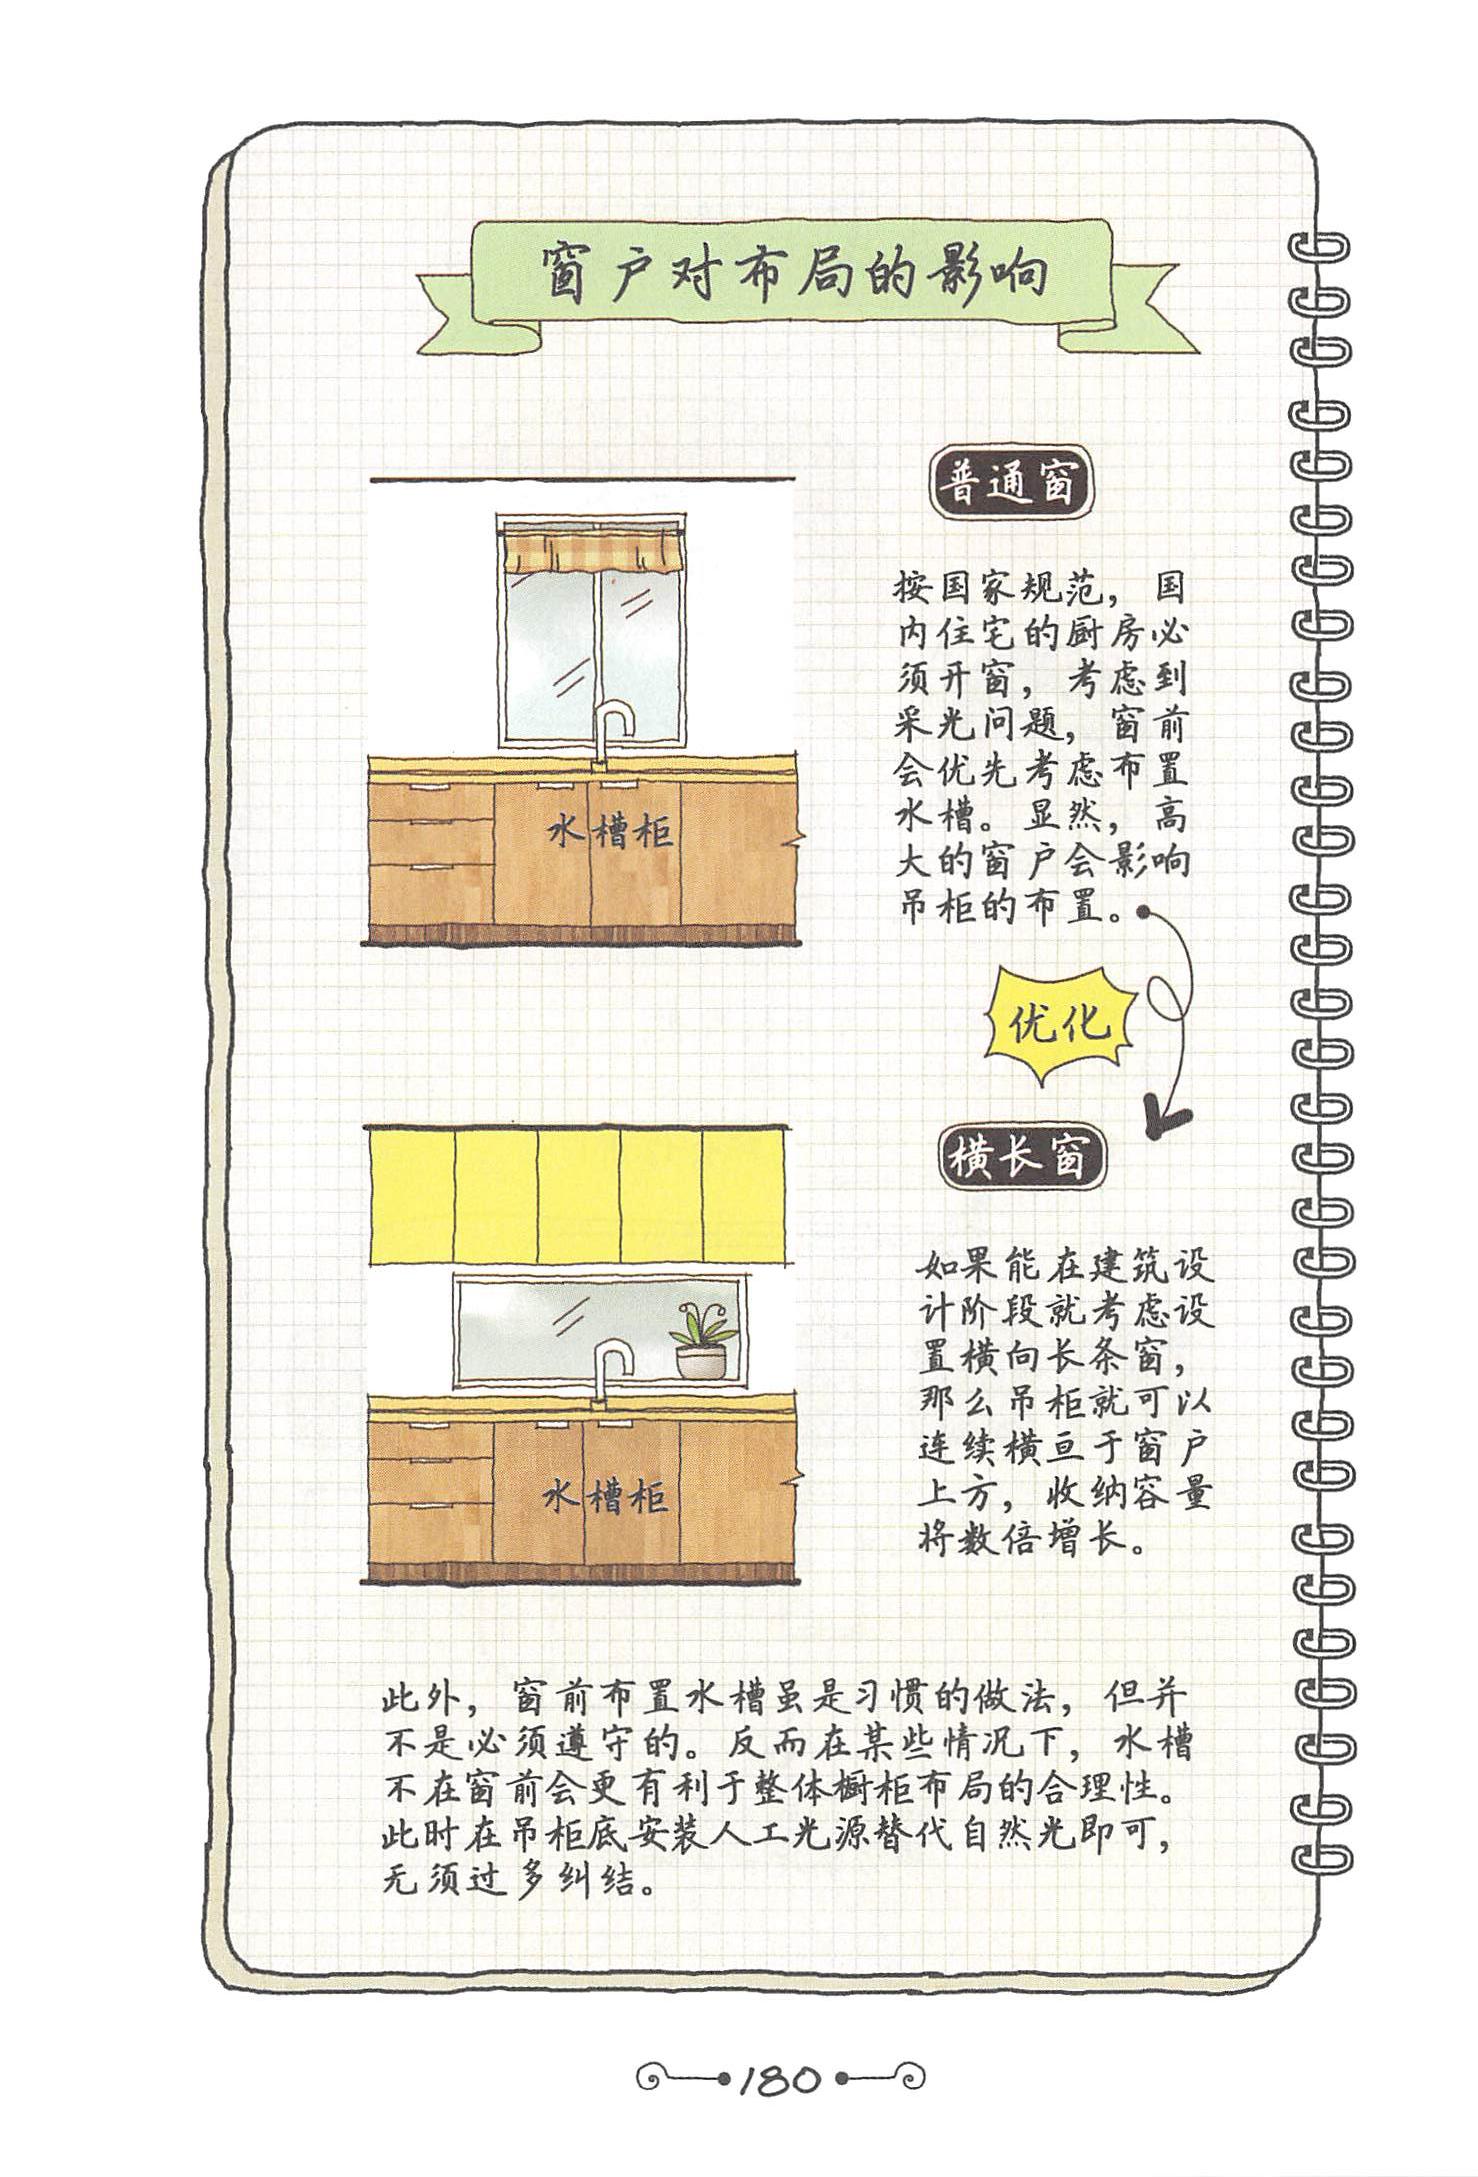 窗户对布局的影响
普通窗
按国家规范，国
内住宅的厨房必
须开窗，考虑到
采光问题，窗前
会优先考虑布置
水槽。显然，高
大的窗户会影响
吊柜的布置。
水槽柜
优化
横长窗
如果能在建筑设
计阶段就考虑设
置横向长条窗，
那么吊柜就可以
连续横亘于窗户
上方，收纳容量
将数倍增长。
水槽柜
此外，窗前布置水槽虽是习惯的做法，但并
不是必须遵守的。反而在某些情况下，水槽
不在窗前会更有利于整体橱柜布局的合理性。
此时在吊柜底安装人工光源替代自然光即可，
无须过多纠结。
180